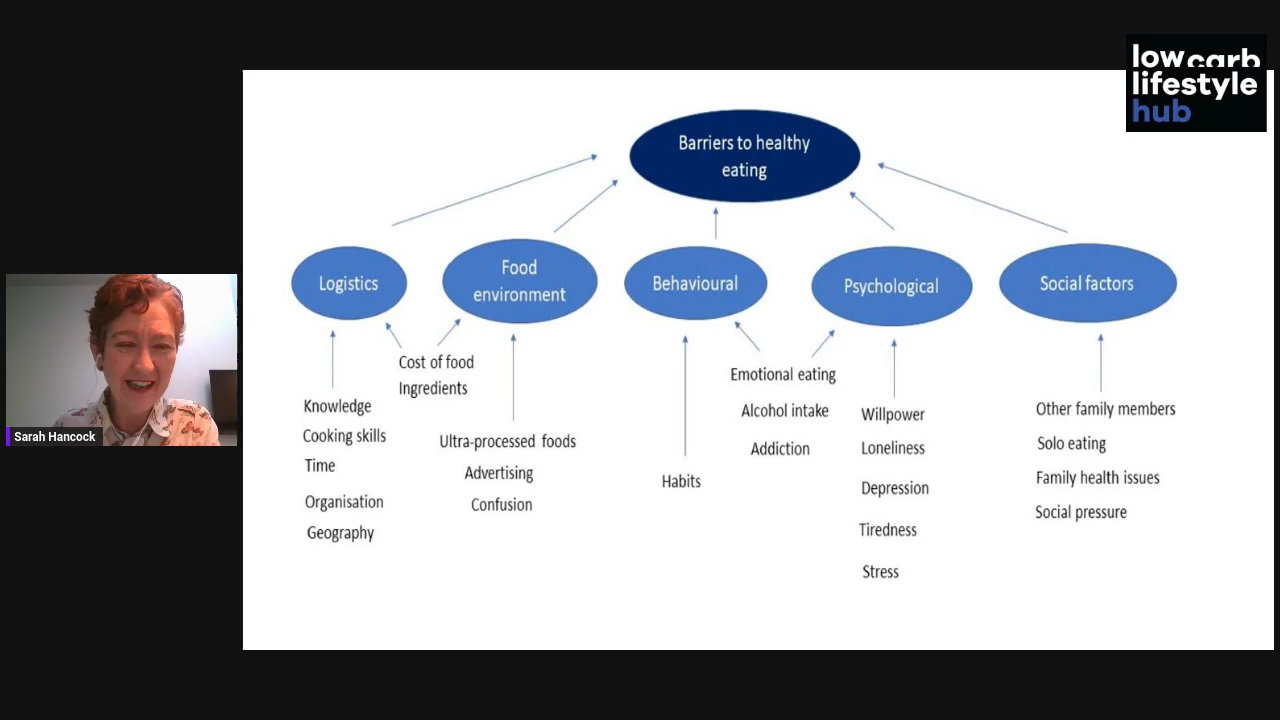 low carb
lifestyle
hub
Barriers to healthy
eating
Logistics
Food
environment
Behavioural
Psychological
Social factors
Cost of food
Ingredients
Knowledge
Cooking skills
Time
Organisation
Geography
Ultra-processed foods
Advertising
Confusion
Habits
Emotional eating
Alcohol intake
Addiction
Willpower
Loneliness
Depression
Tiredness
Stress
Other family members
Solo eating
Family health issues
Social pressure
Sarah Hancock